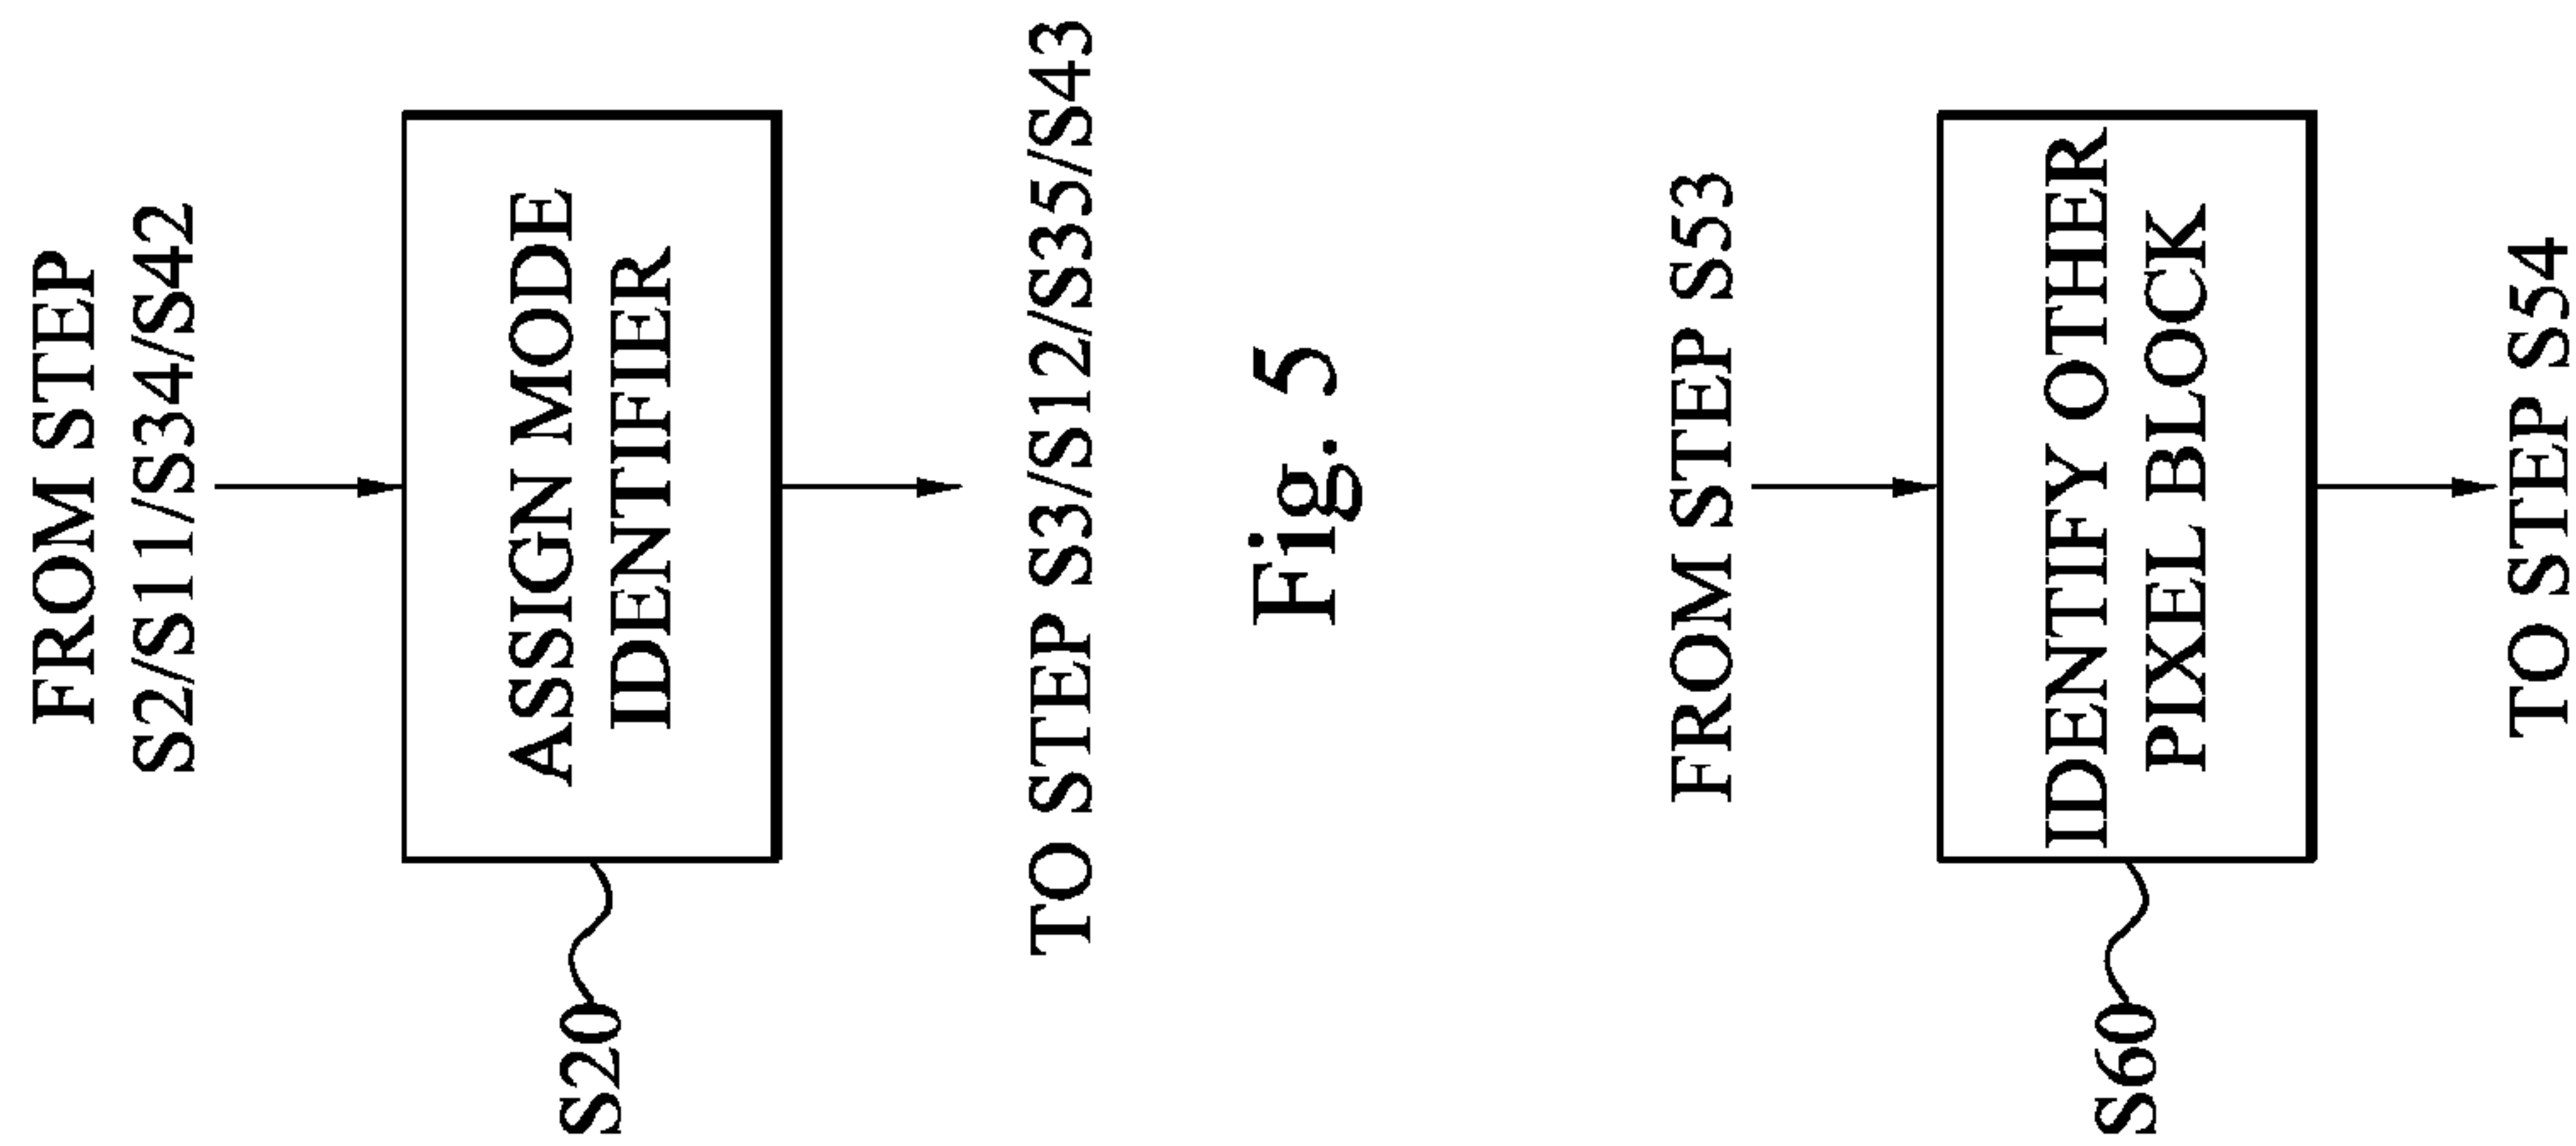 FROM STEP
S2/S11/S34/S42
ASSIGN MODE
IDENTIFIER
S20
TO STEP S3/S12/S35/S43
Fig. 5
FROM STEP S53
IDENTIFY OTHER
PIXEL BLOCK
S60
TO STEP S54